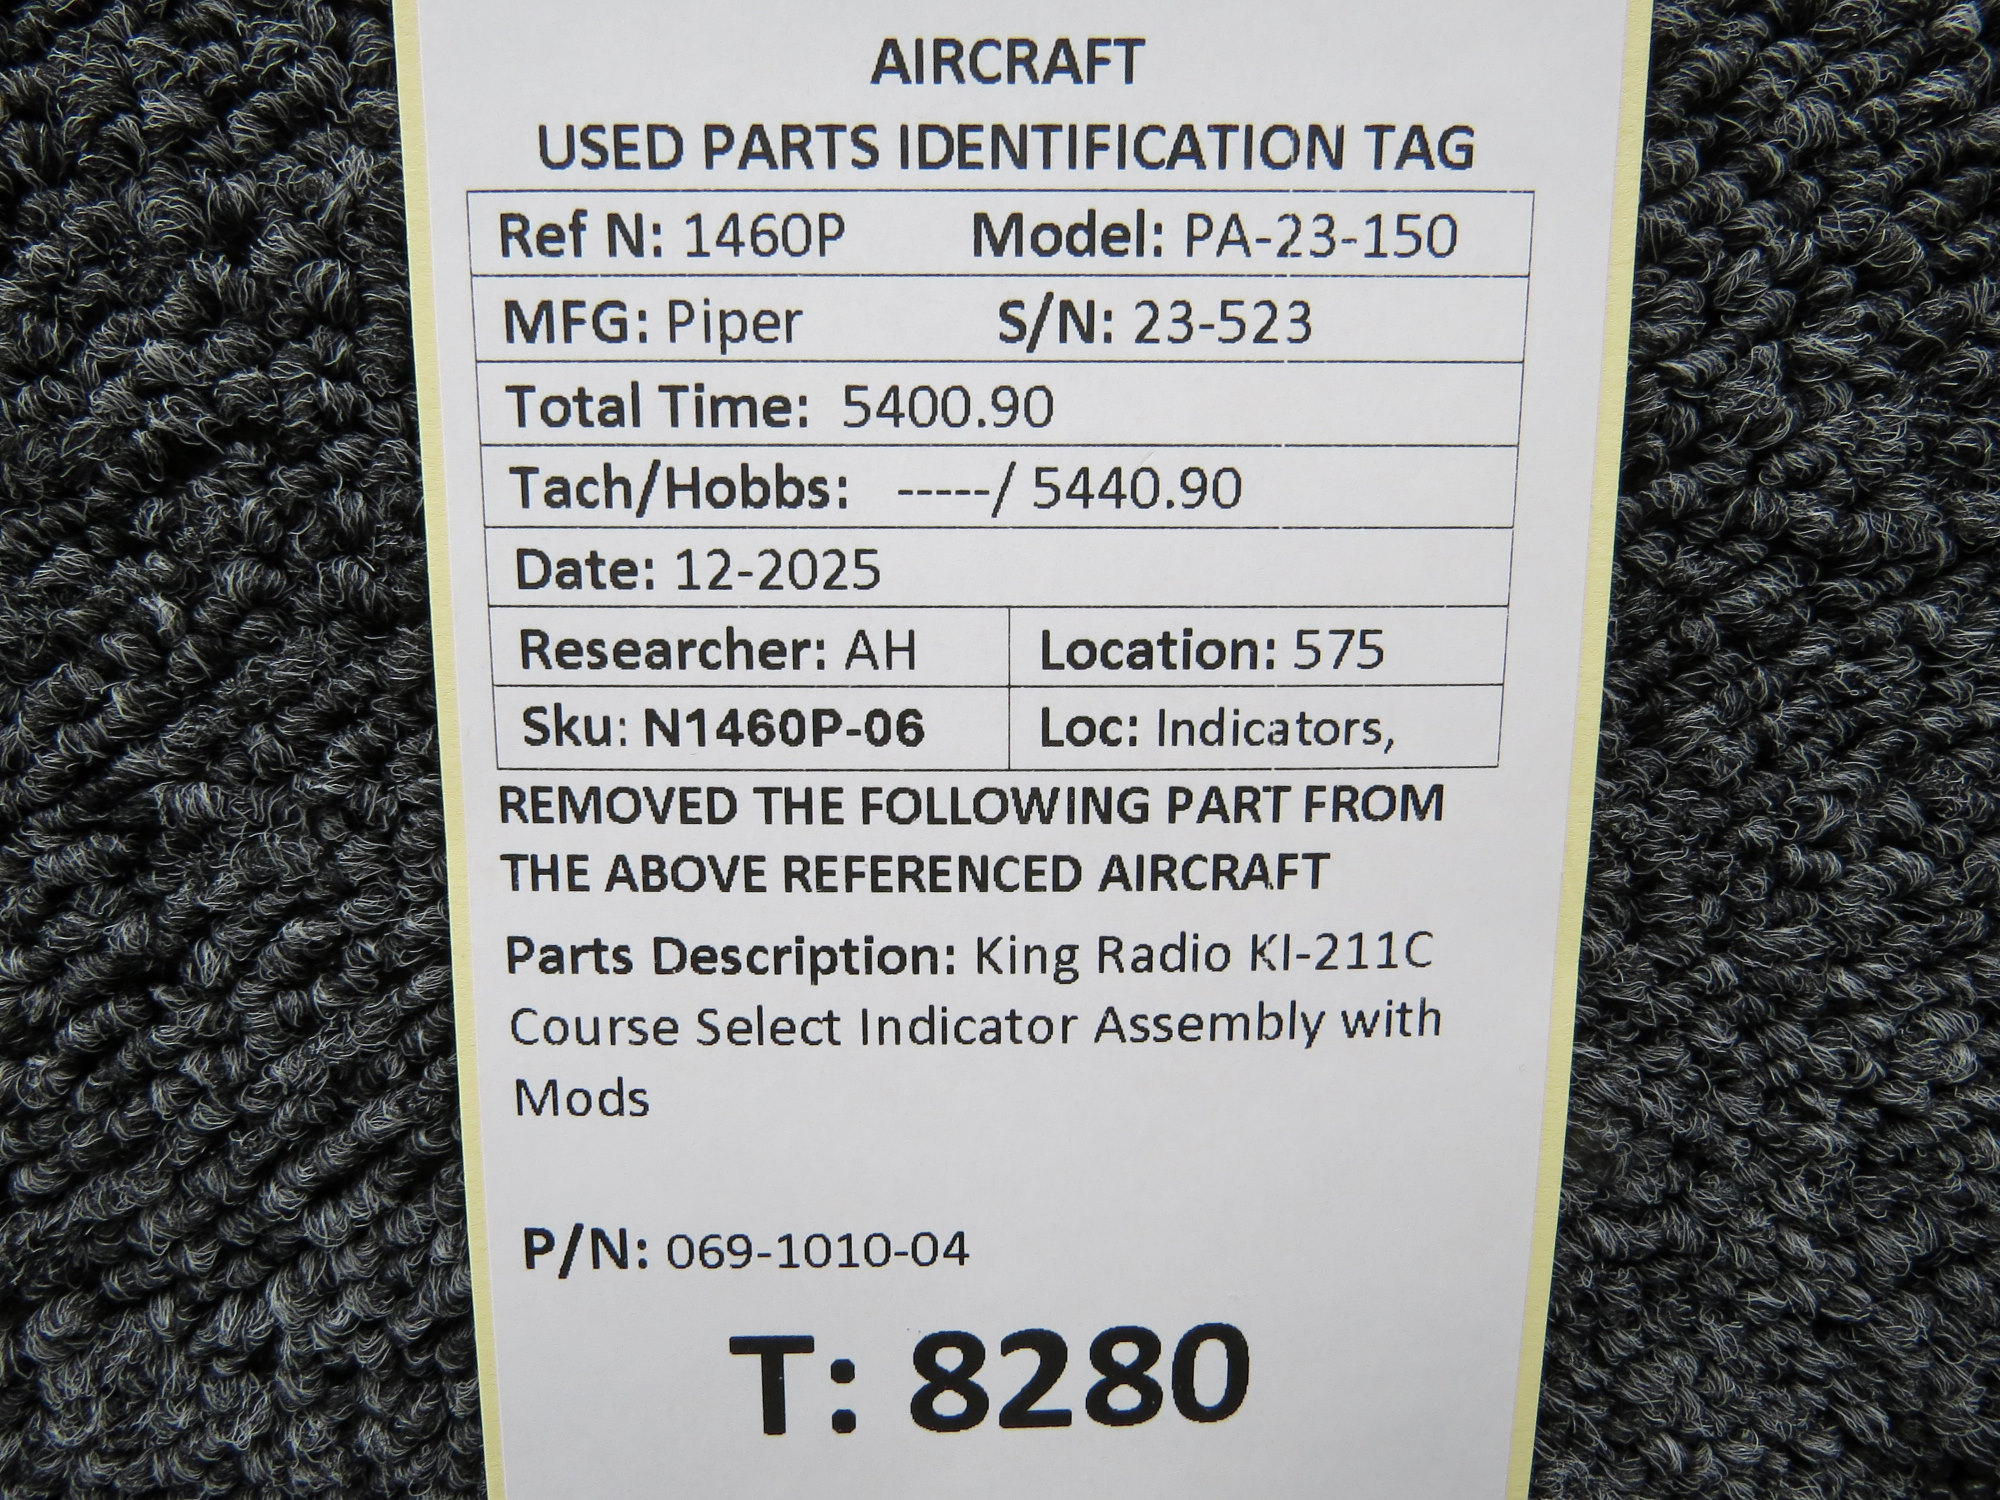 AIRCRAFT
USED PARTS IDENTIFICATION TAG
Ref N: 1460P Model: PA-23-150
MFG: Piper S/N: 23-523
Total Time: 5400.90
Tach/Hobbs: -----/ 5440.90
Date: 12-2025
Researcher: AH Location: 575
Sku: N1460P-06 Loc: Indicators,
REMOVED THE FOLLOWING PART FROM
THE ABOVE REFERENCED AIRCRAFT
Parts Description: King Radio KI-211C
Course Select Indicator Assembly with
Mods
P/N: 069-1010-04
T: 8280